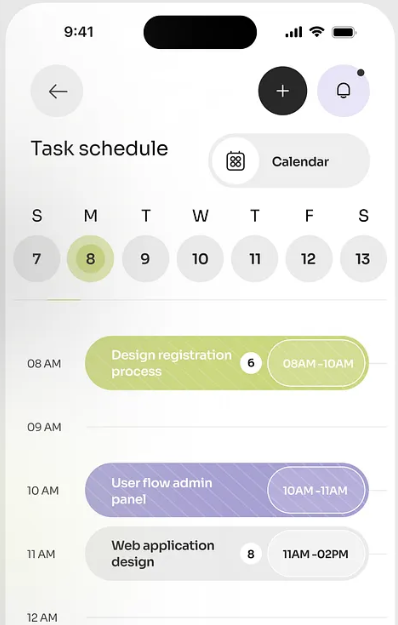 9:41
Task schedule
Calendar
S M T W T F S
7 8 9 10 11 12 13
08 AM
Design registration
process
6
08AM-10AM
09 AM
10 AM
User flow admin
panel
10AM-11AM
11 AM
Web application
design
8
11AM-02PM
12 AM